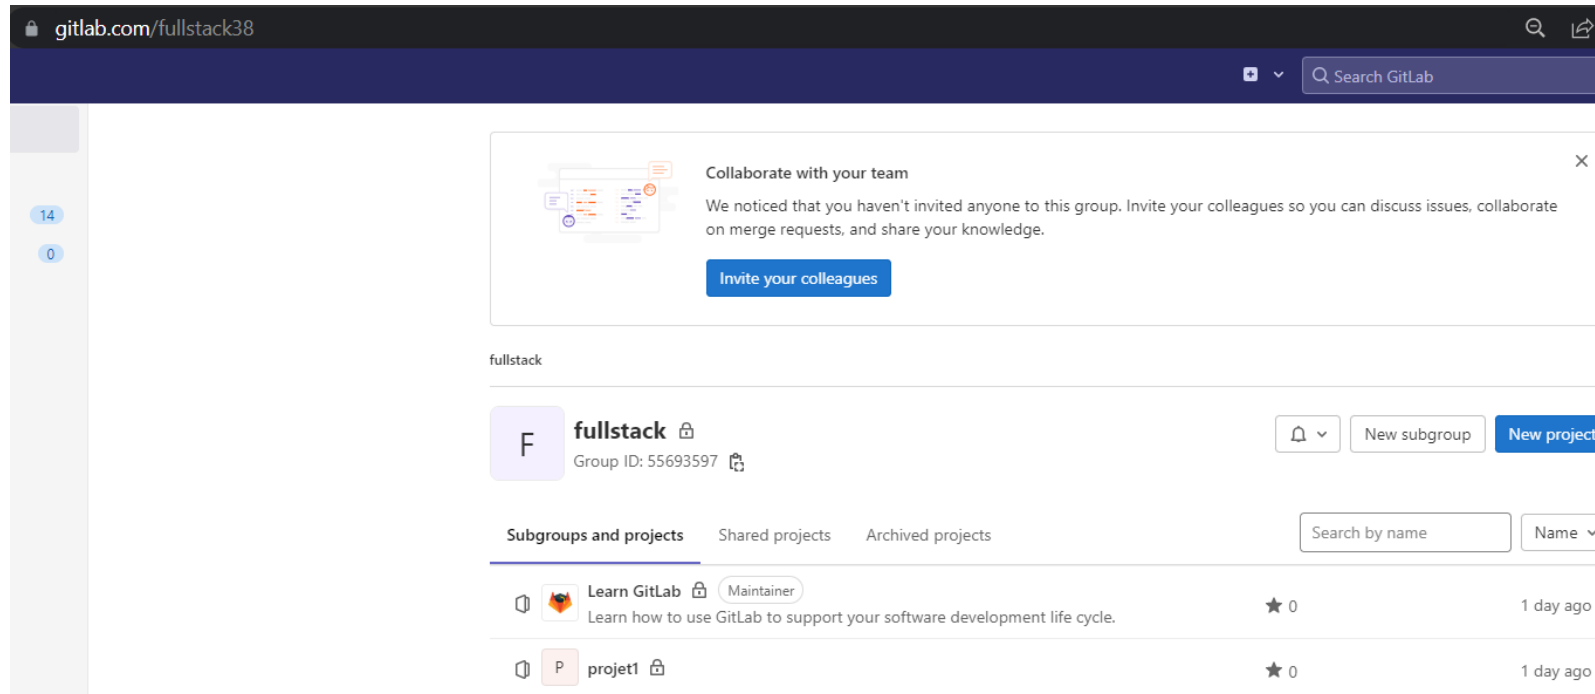 gitlab.com/fullstack38
Search GitLab
Collaborate with your team
14
We noticed that you haven't invited anyone to this group. Invite your colleagues so you can discuss issues, collaborate
on merge requests, and share your knowledge.
0
Invite your colleagues
fullstack
F
fullstack
New subgroup
New project
Group ID: 55693597
Subgroups and projects
Shared projects
Archived projects
Search by name
Name
Learn GitLab
Maintainer
Learn how to use GitLab to support your software development life cycle.
0
1 day ago
P
projet1
0
1 day ago